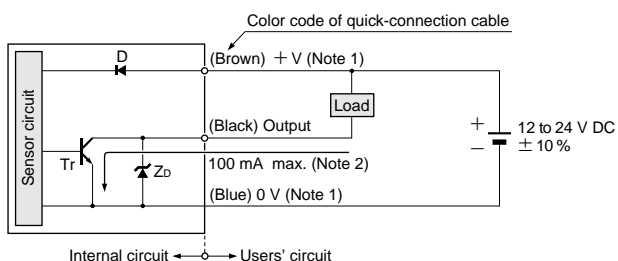 Color code of quick-connection cable
D
(Brown) +V (Note 1)
Sensor circuit
Load
(Black) Output
+
12 to 24 V DC
−
± 10 %
Tr
ZD
100 mA max. (Note 2)
(Blue) 0 V (Note 1)
Internal circuit
Users' circuit